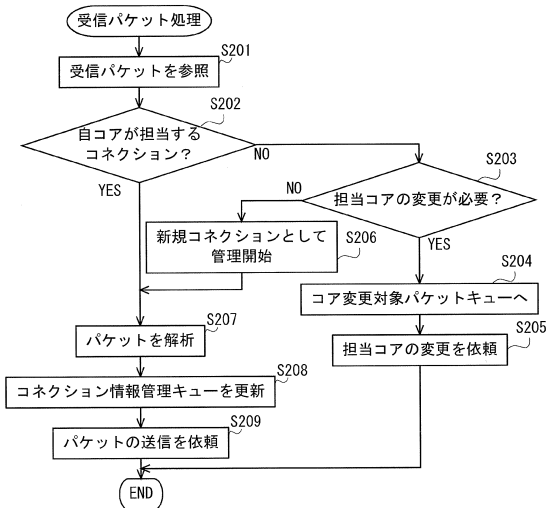 受信パケット処理
S201
受信パケットを参照
S202
自コアが担当する
コネクション？
NO
YES
S203
担当コアの変更が必要？
NO
YES
新規コネクションとして
管理開始
S206
S204
コア変更対象パケットキューへ
S205
担当コアの変更を依頼
S207
パケットを解析
S208
コネクション情報管理キューを更新
S209
パケットの送信を依頼
END